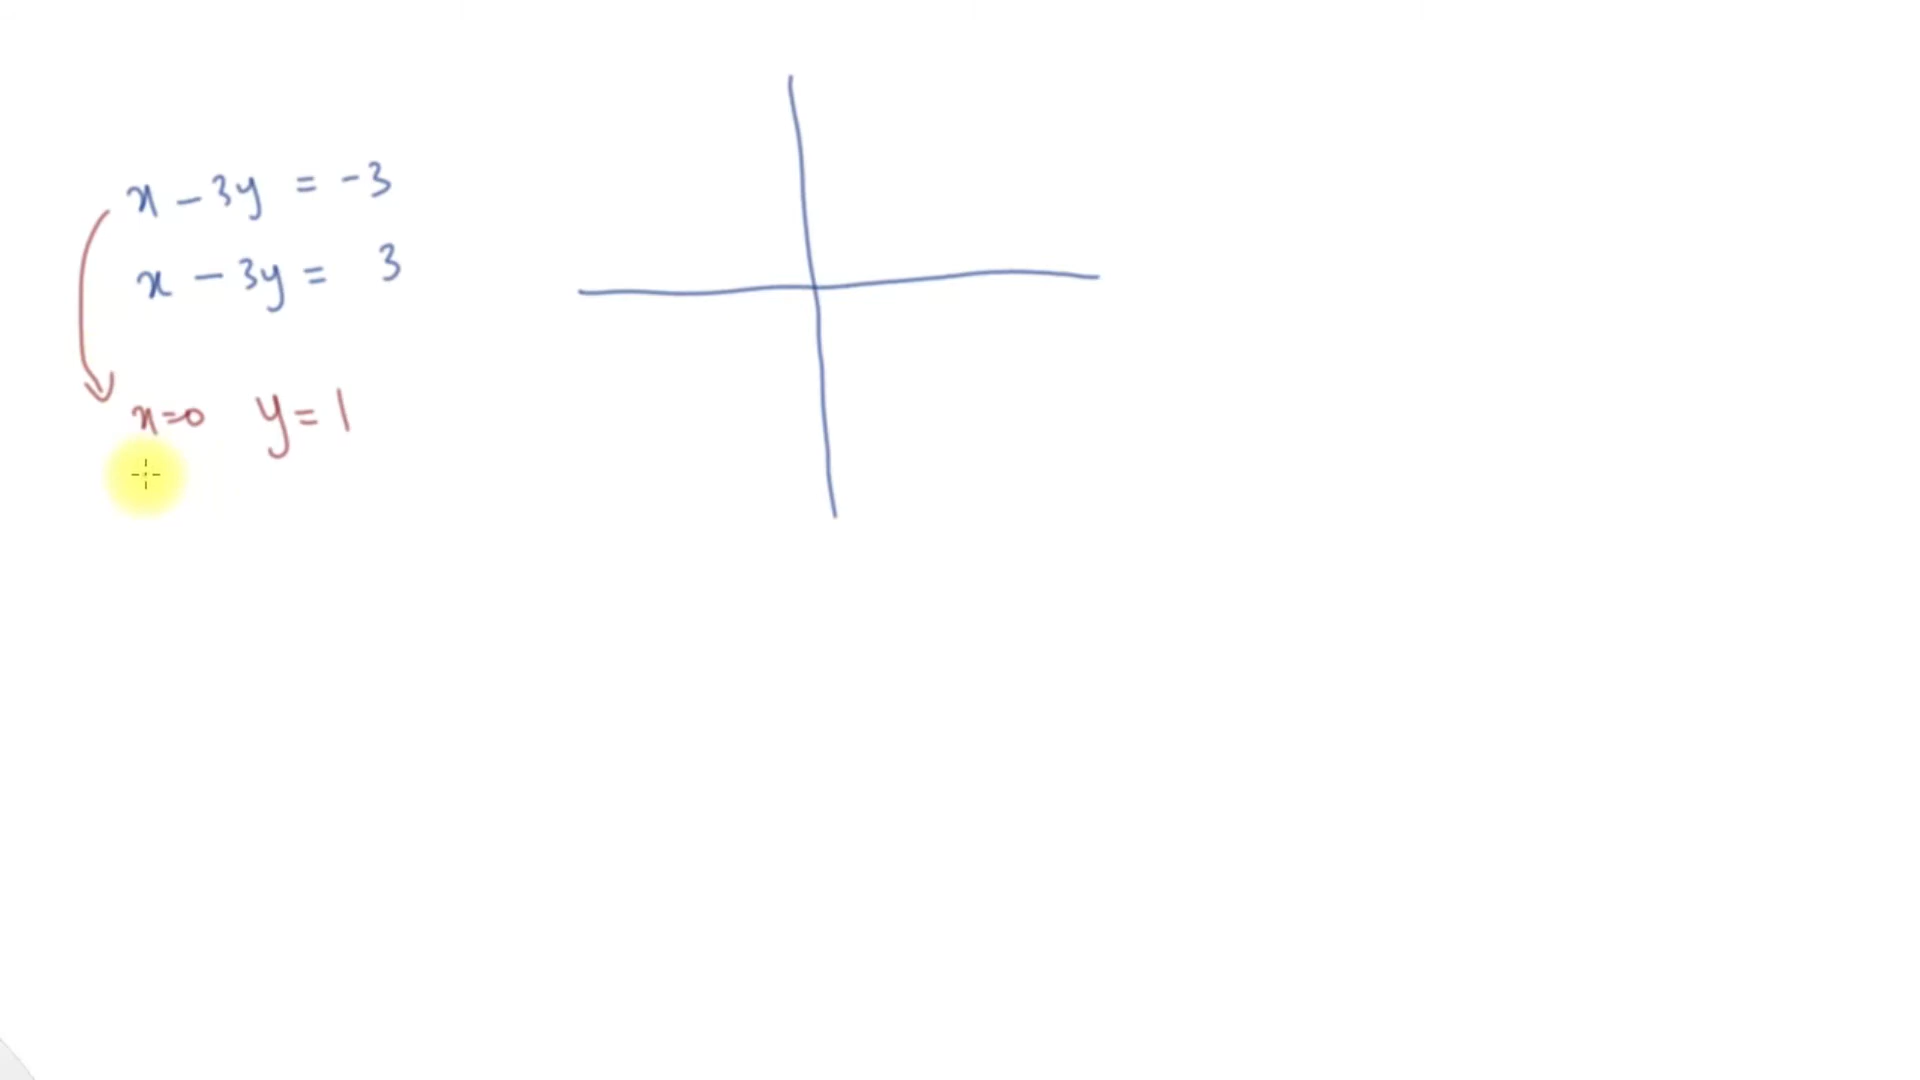 x - 3y = -3
x - 3y = 3
x=0 y=1